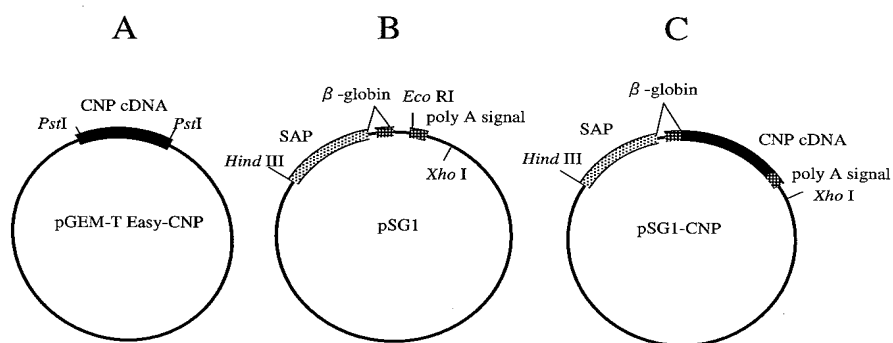 A
CNP cDNA
PstI
PstI
pGEM-T Easy-CNP
B
β-globin
Eco RI
SAP
poly A signal
Hind III
Xho I
pSG1
C
β-globin
SAP
CNP cDNA
Hind III
poly A signal
Xho I
pSG1-CNP